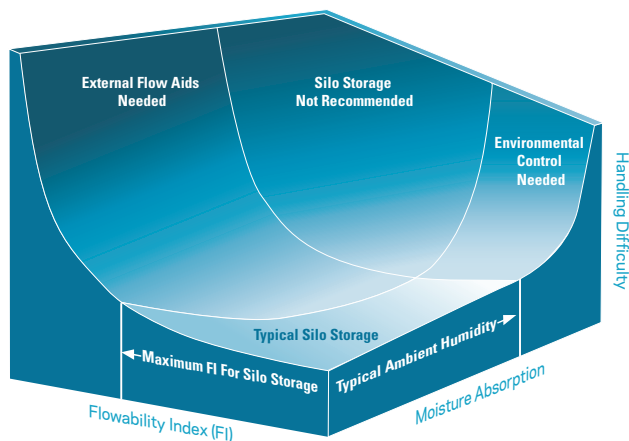 External Flow Aids
Needed
Silo Storage
Not Recommended
Environmental
Control
Needed
Handling Difficulty
Typical Silo Storage
Maximum FI For Silo Storage
Typical Ambient Humidity
Flowability Index (FI)
Moisture Absorption